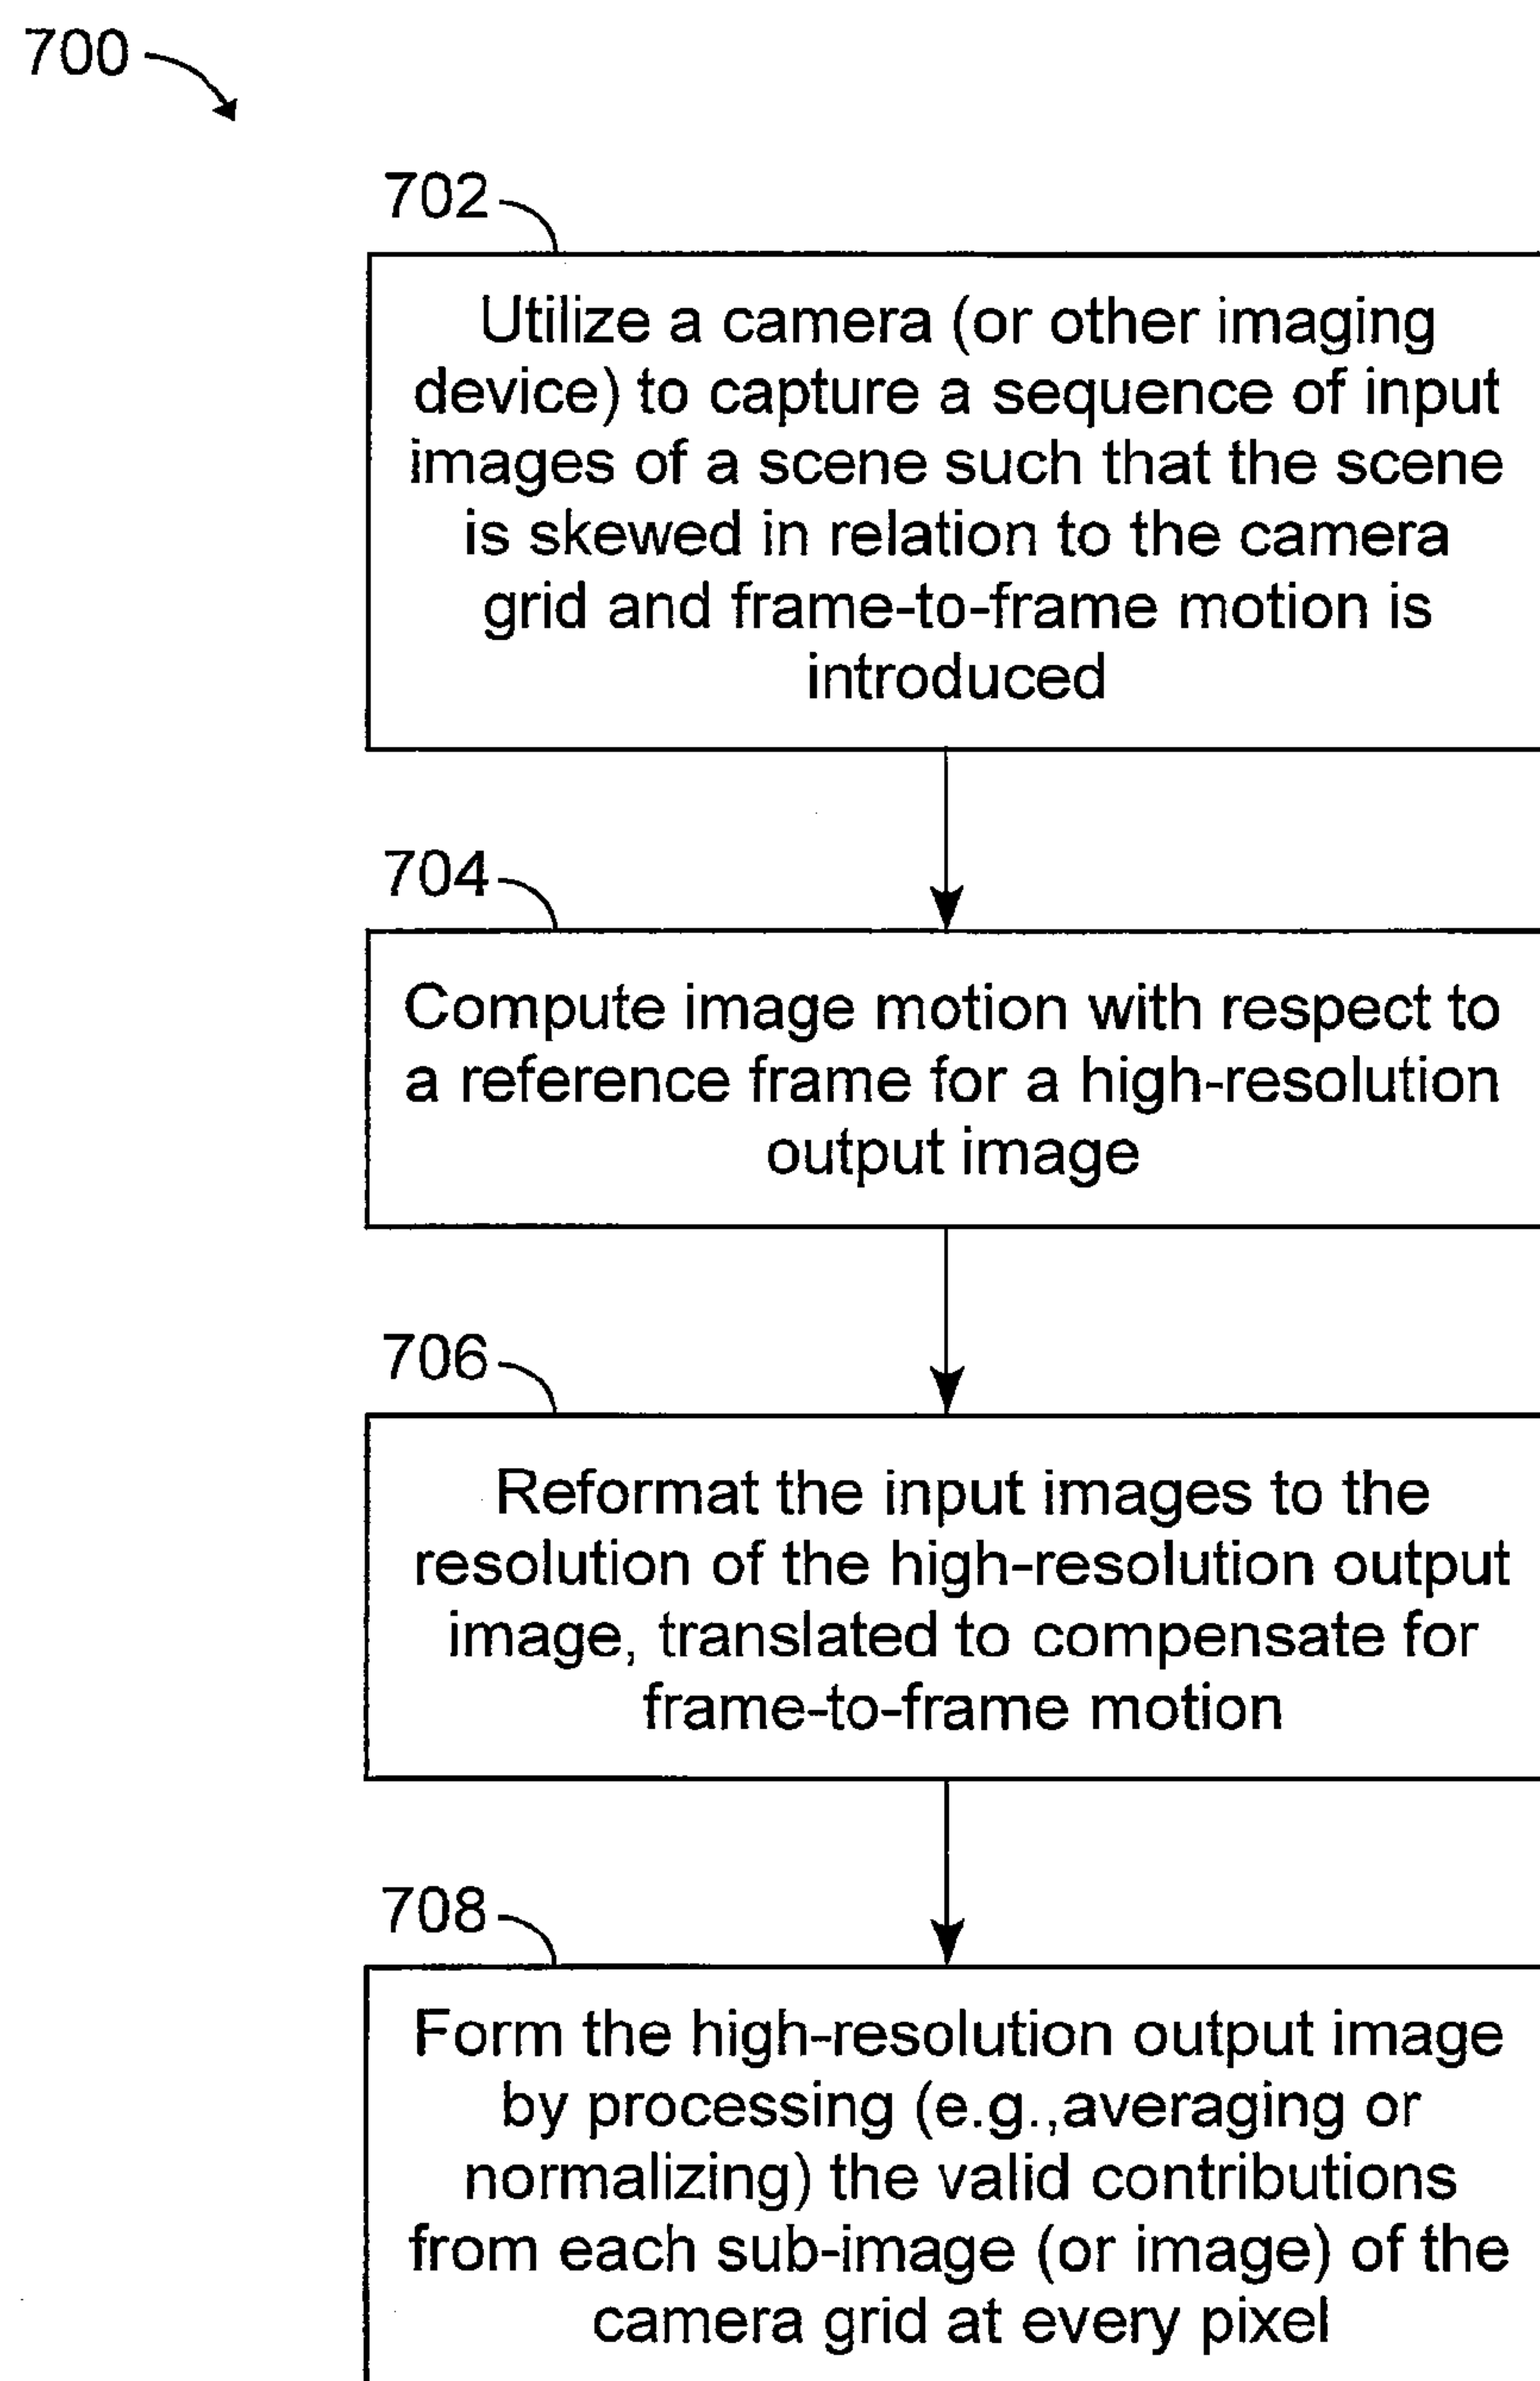 700
702
Utilize a camera (or other imaging
device) to capture a sequence of input
images of a scene such that the scene
is skewed in relation to the camera
grid and frame-to-frame motion is
introduced
704
Compute image motion with respect to
a reference frame for a high-resolution
output image
706
Reformat the input images to the
resolution of the high-resolution output
image, translated to compensate for
frame-to-frame motion
708
Form the high-resolution output image
by processing (e.g.,averaging or
normalizing) the valid contributions
from each sub-image (or image) of the
camera grid at every pixel